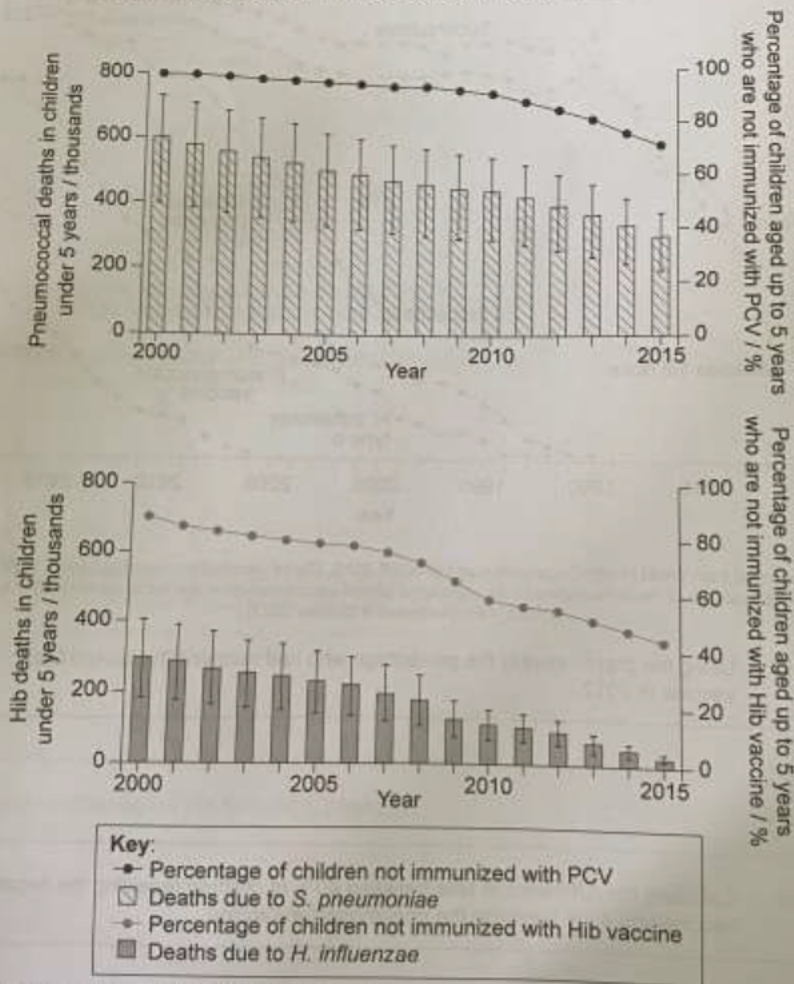 Pneumococcal deaths in children
under 5 years / thousands
800
600
400
200
0
100
80
60
40
20
0
Percentage of children aged up to 5 years
who are not immunized with PCV / %
2000
2005
2010
2015
Year
Hib deaths in children
under 5 years / thousands
800
600
400
200
0
100
80
60
40
20
0
Percentage of children aged up to 5 years
who are not immunized with Hib vaccine / %
2000
2005
2010
2015
Year
Key:
Percentage of children not immunized with PCV
Deaths due to S. pneumoniae
Percentage of children not immunized with Hib vaccine
Deaths due to H. influenzae